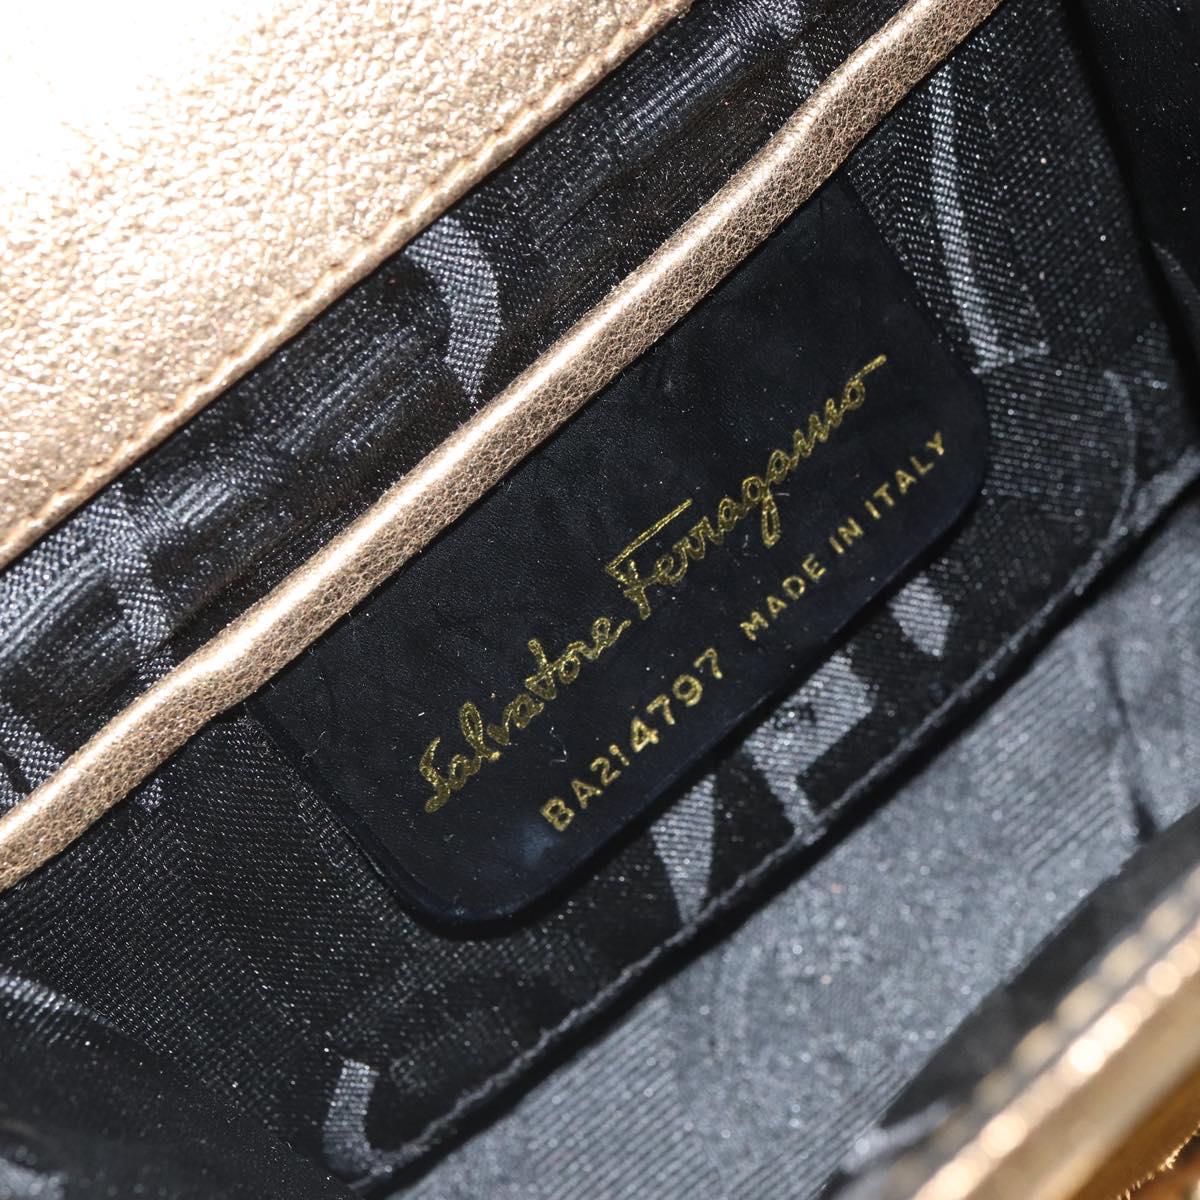 Salvatore Ferragamo
BA214797 MADE IN ITALY